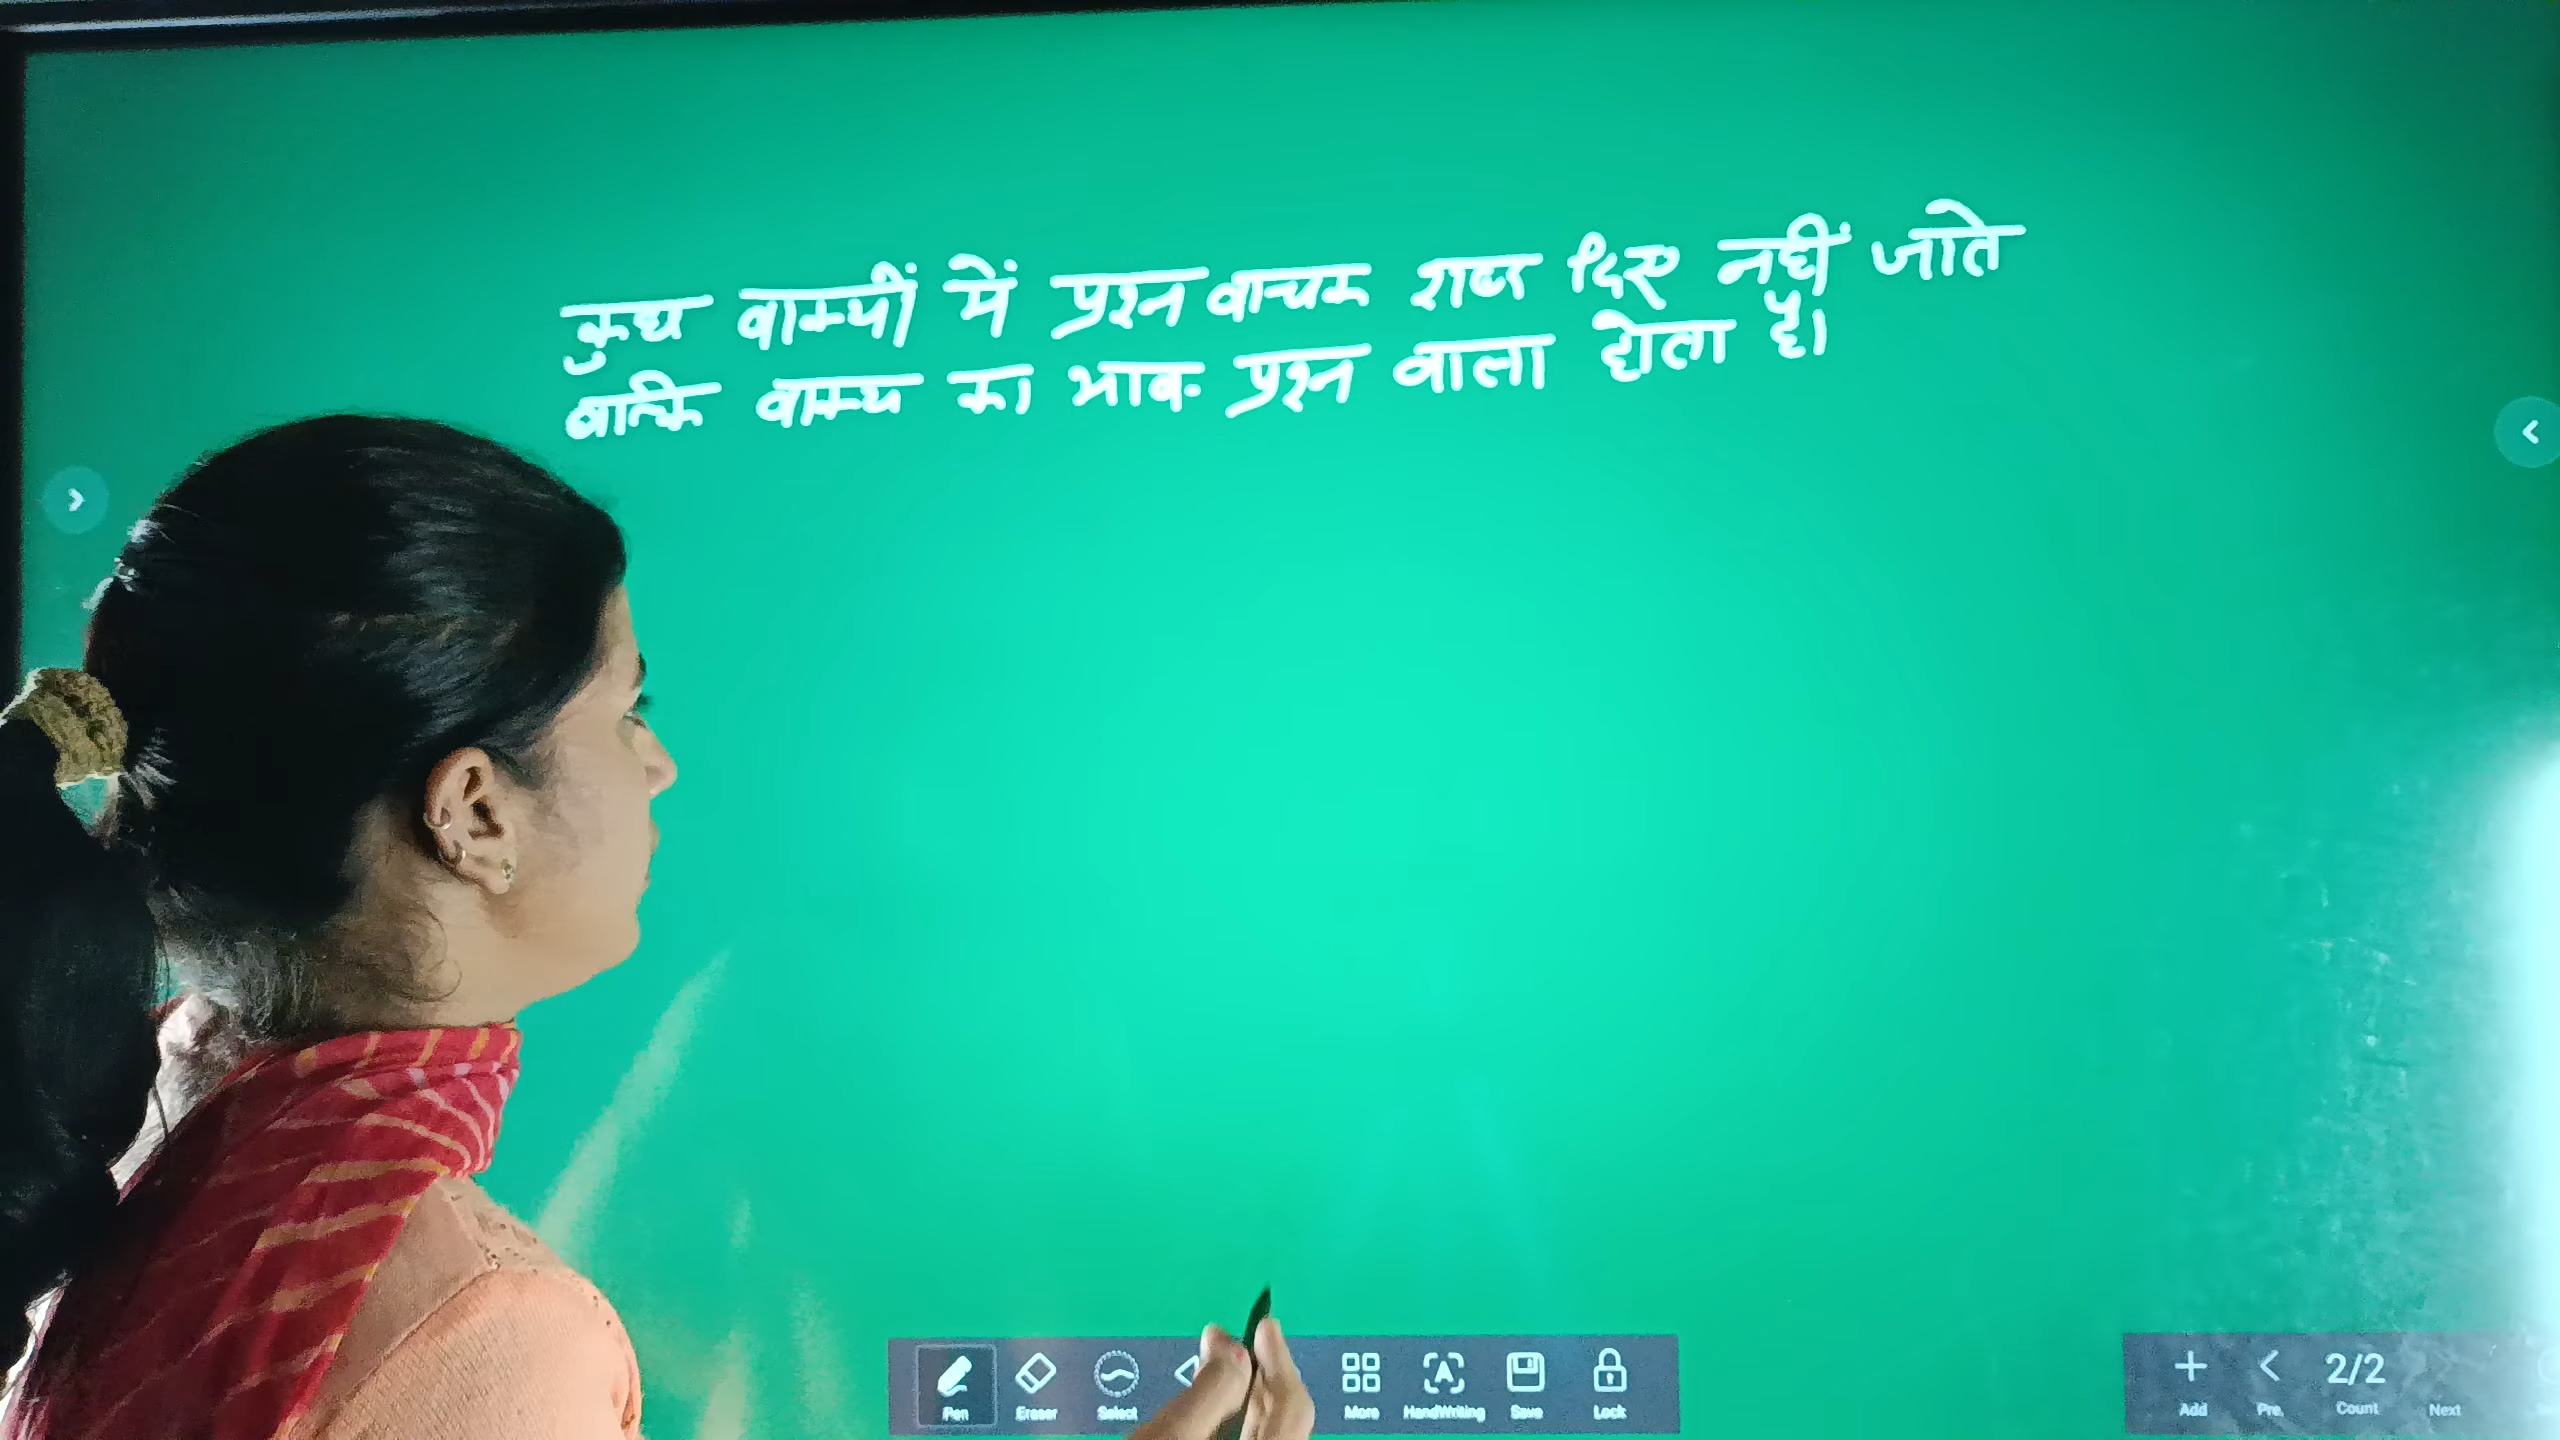 कुछ वाक्यों में प्रश्न वाचक शब्द दिए नहीं जाते
बल्कि वाक्य का भाव प्रश्न वाला होता है।
Pen Eraser Select More HandWriting Save Lock
2/2
Add Pre. Count Next